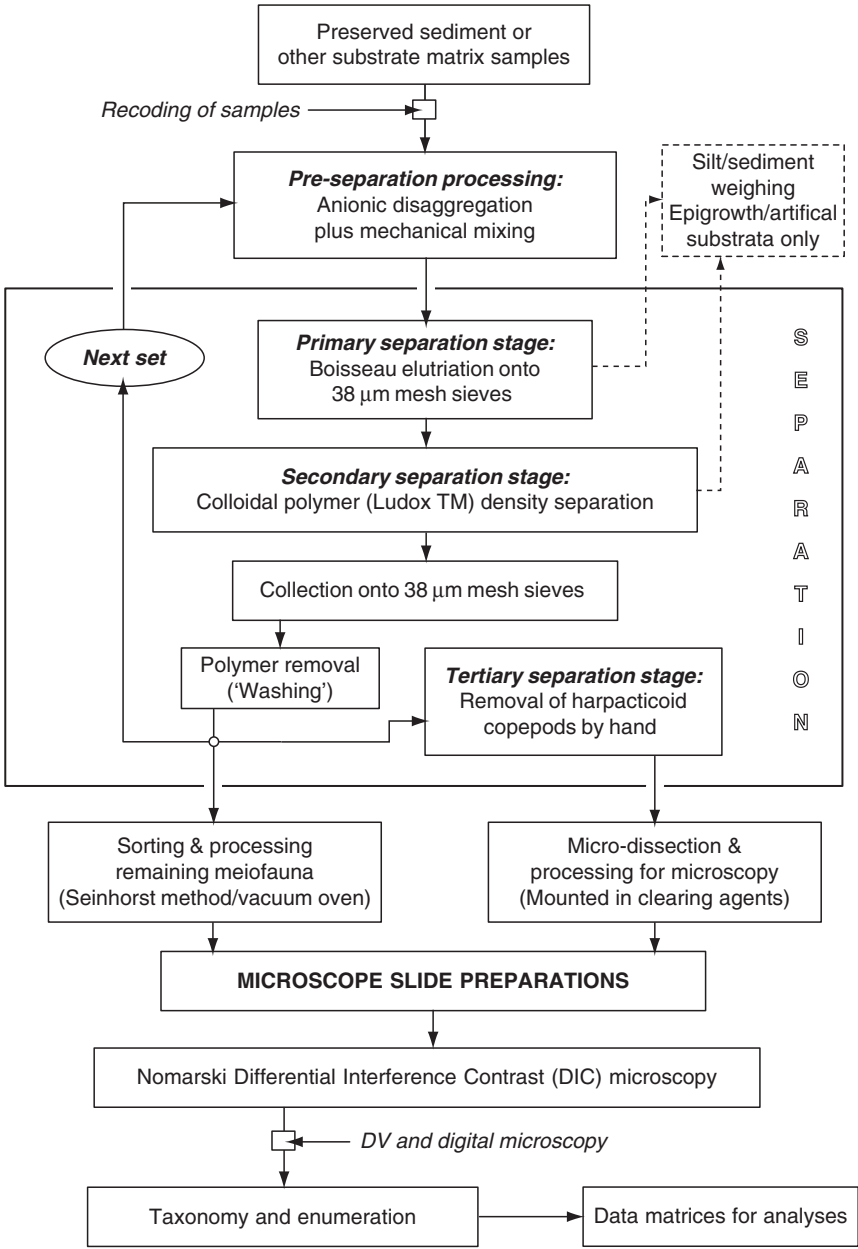 Preserved sediment or
other substrate matrix samples
Recoding of samples
Pre-separation processing:
Anionic disaggregation
plus mechanical mixing
Silt/sediment
weighing
Epigrowth/artifical
substrata only
Next set
Primary separation stage:
Boisseau elutriation onto
38 μm mesh sieves
Secondary separation stage:
Colloidal polymer (Ludox TM) density separation
Collection onto 38 μm mesh sieves
Polymer removal
(‘Washing’)
Tertiary separation stage:
Removal of harpacticoid
copepods by hand
SEPARATION
Sorting & processing
remaining meiofauna
(Seinhorst method/vacuum oven)
Micro-dissection &
processing for microscopy
(Mounted in clearing agents)
MICROSCOPE SLIDE PREPARATIONS
Nomarski Differential Interference Contrast (DIC) microscopy
DV and digital microscopy
Taxonomy and enumeration
Data matrices for analyses